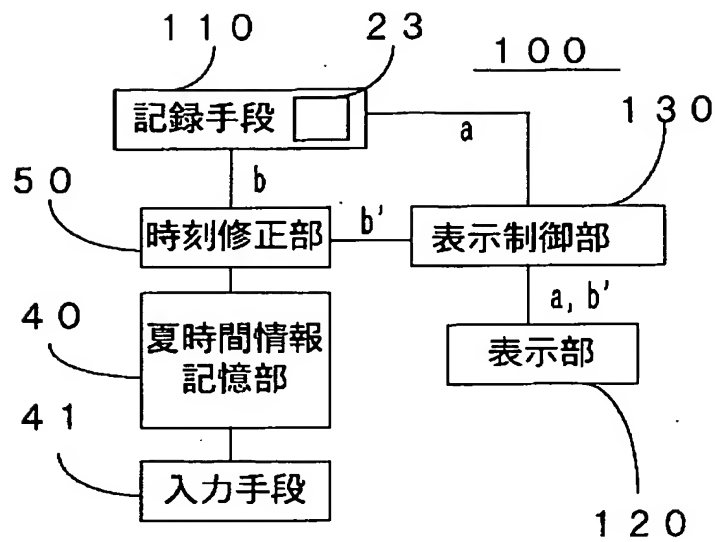 １１０
２３
１００
記録手段
a
１３０
５０
b
時刻修正部
b'
表示制御部
４０
夏時間情報
記憶部
a, b'
表示部
４１
入力手段
１２０